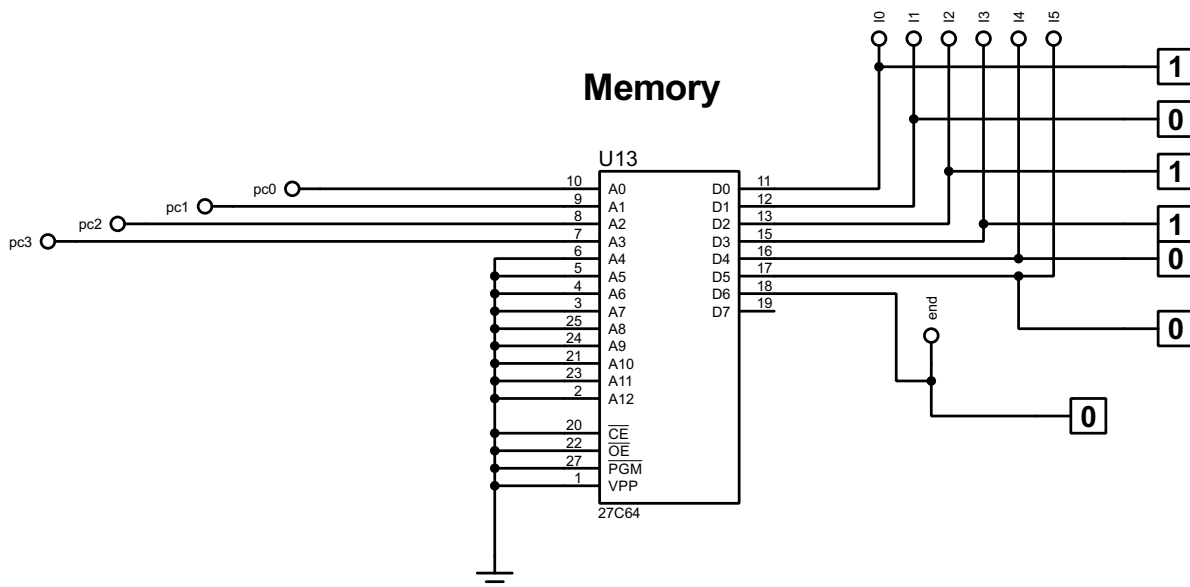 I0 I1 I2 I3 I4 I5
1
Memory
0
U13
1
pc0 10 A0 D0 11
pc1 9 A1 D1 12
pc2 8 A2 D2 13
1
pc3 7 A3 D3 15
6 A4 D4 16
0
5 A5 D5 17
4 A6 D6 18
3 A7 D7 19
end
25 A8
0
24 A9
21 A10
23 A11
2 A12
0
20 CE
22 OE
27 PGM
1 VPP
27C64